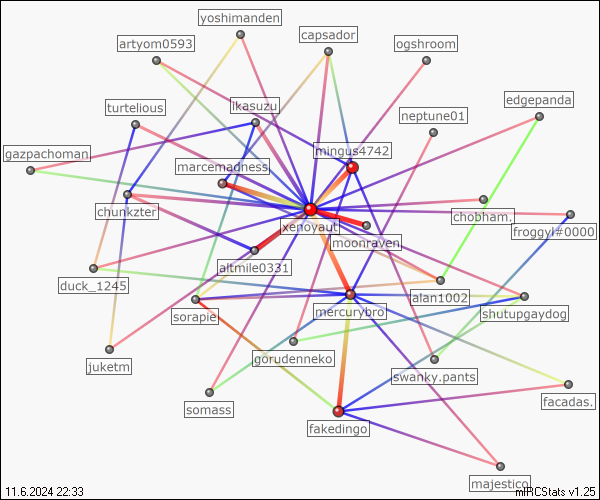 yoshimanden
artyom0593
capsador
ogshroom
turtelious
ikasuzu
neptune01
edgepanda
gazpachoman
mingus4742
marcemadness
chunkzter
xenoyaut
moonraven
chobham.
froggyl#0000
altmile0331
duck_1245
alan1002
sorapie
mercurybro
shutupgaydog
gorudenneko
juketm
swanky.pants
somass
facadas.
fakedingo
majestico
11.6.2024 22:33
mIRCStats v1.25